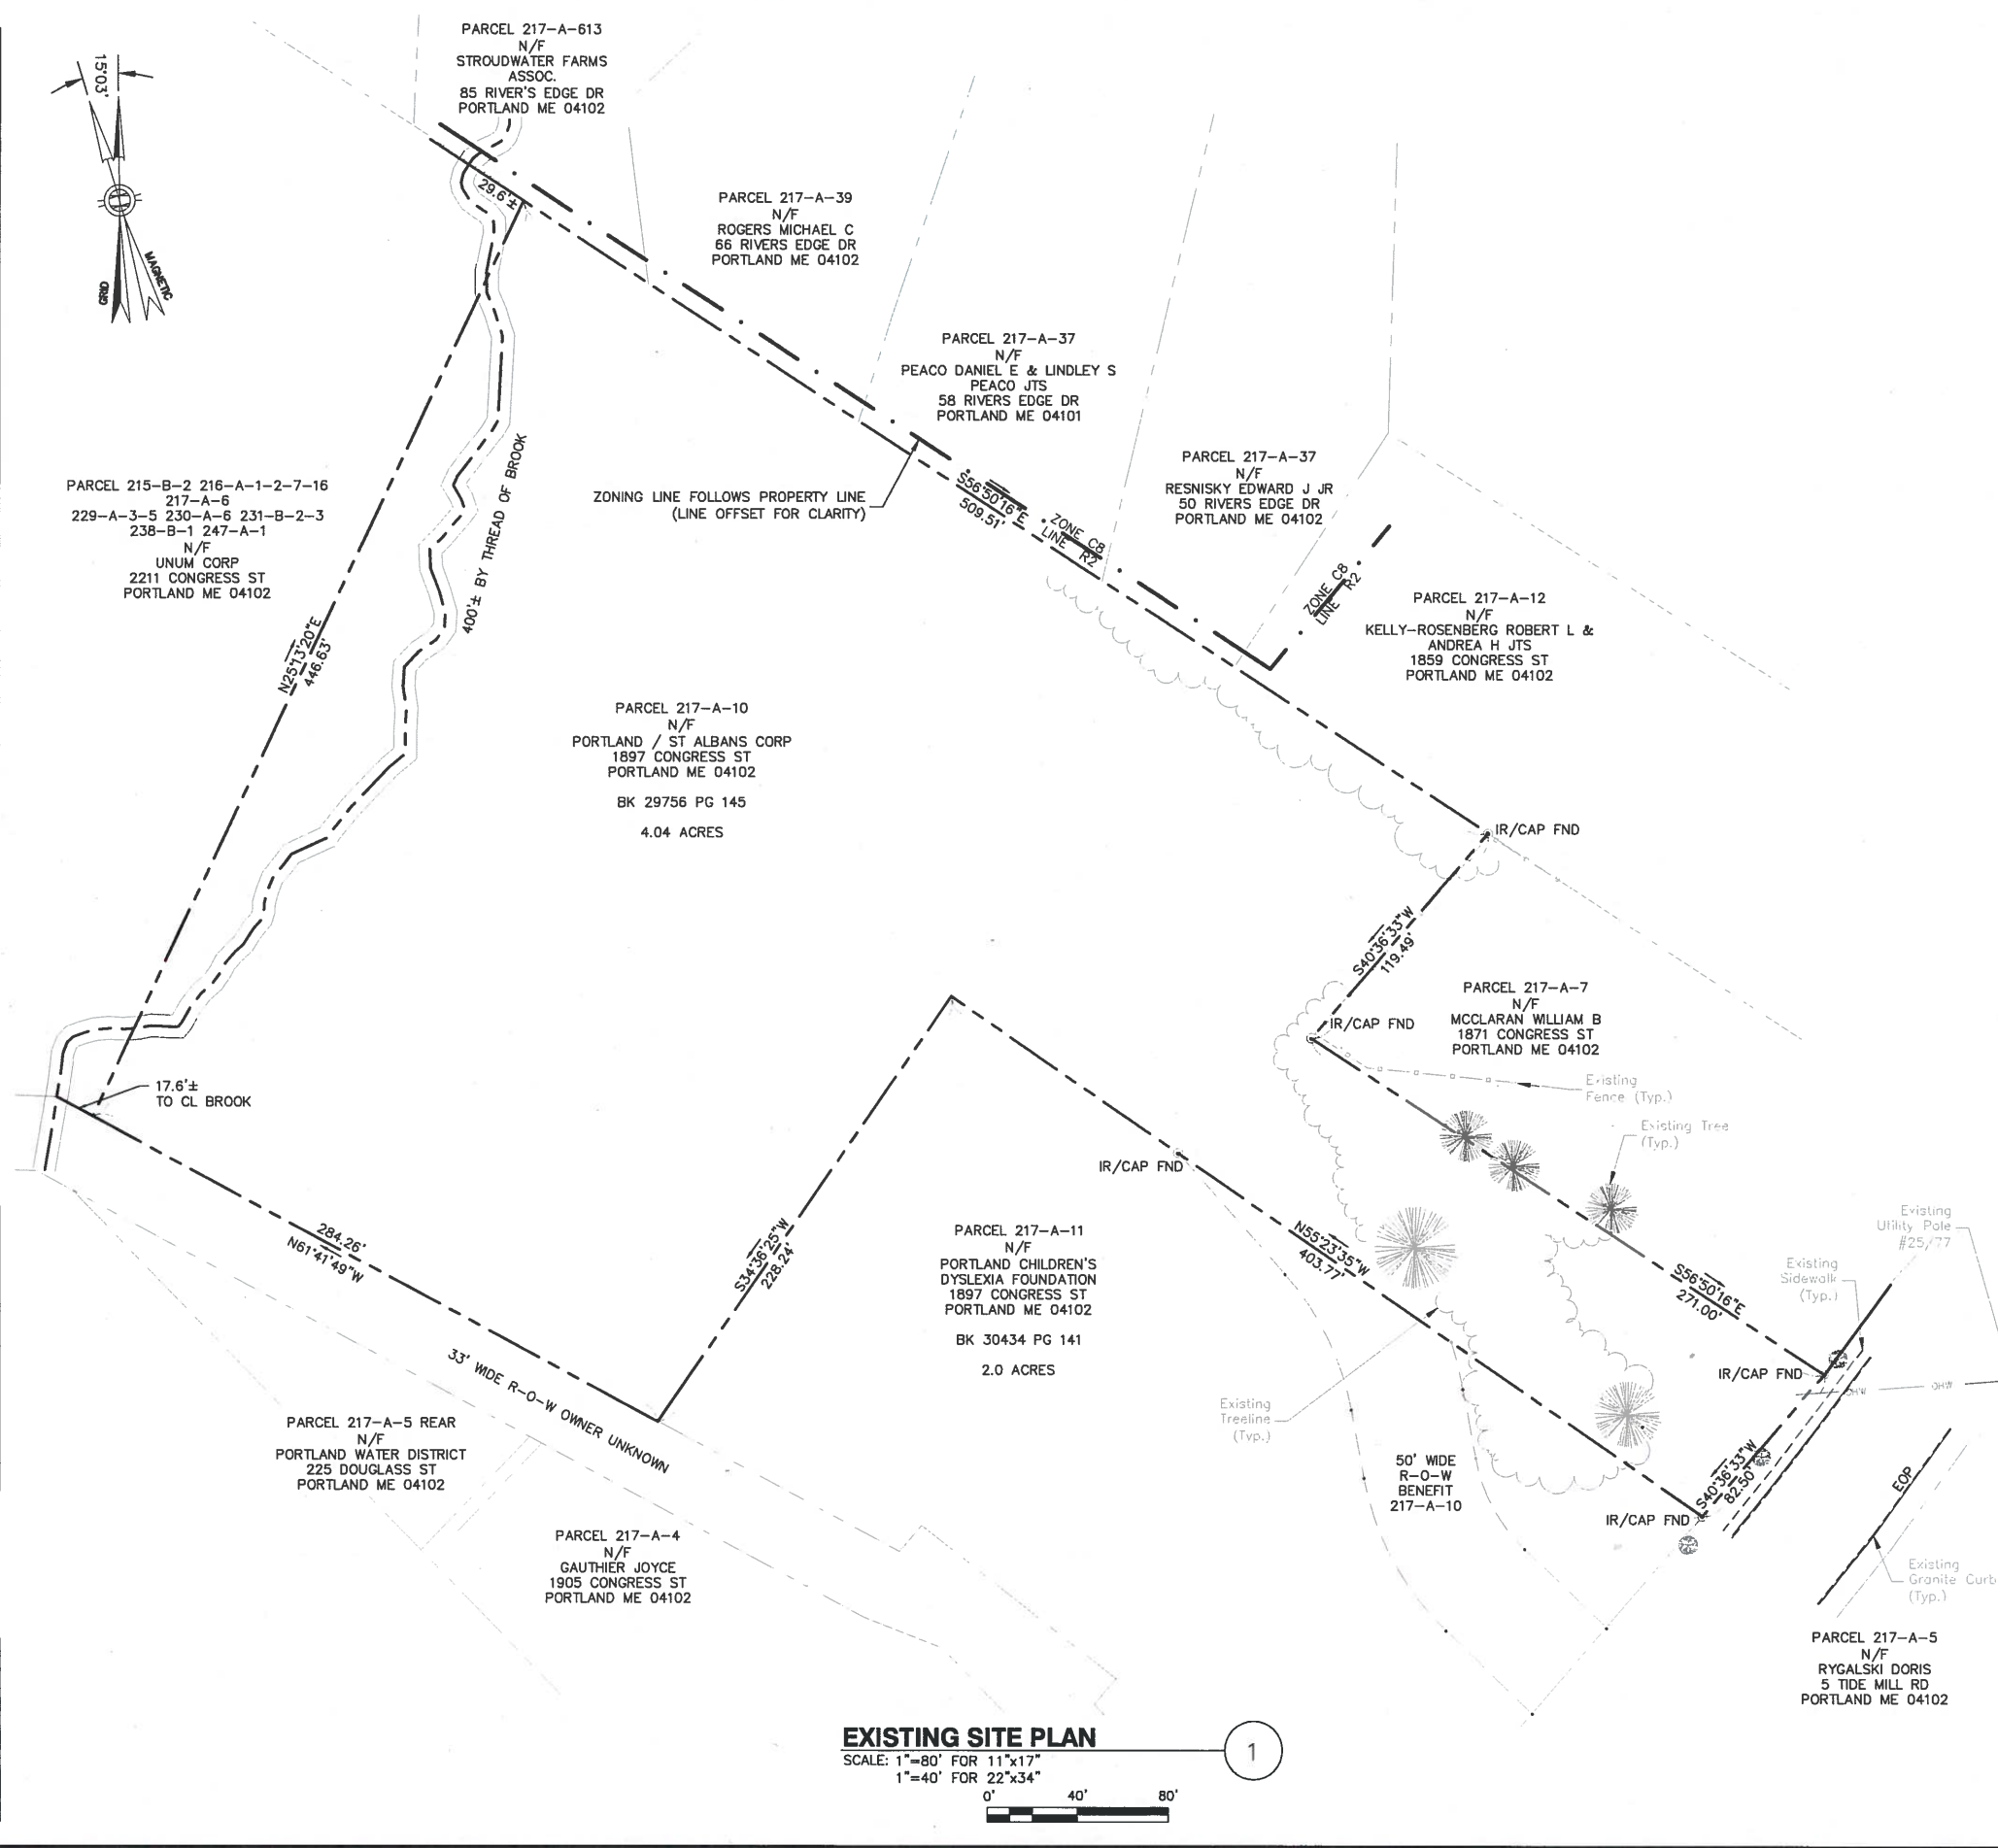 PARCEL 217-A-613
N/F
STROUDWATER FARMS
ASSOC.
85 RIVER'S EDGE DR
PORTLAND ME 04102
15°03'
GRID
MAGNETIC
29.6'±
PARCEL 217-A-39
N/F
ROGERS MICHAEL C
66 RIVERS EDGE DR
PORTLAND ME 04102
PARCEL 217-A-37
N/F
PEACO DANIEL E & LINDLEY S
PEACO JTS
58 RIVERS EDGE DR
PORTLAND ME 04101
PARCEL 217-A-37
N/F
RESNISKY EDWARD J JR
50 RIVERS EDGE DR
PORTLAND ME 04102
PARCEL 215-B-2 216-A-1-2-7-16
217-A-6
229-A-3-5 230-A-6 231-B-2-3
238-B-1 247-A-1
N/F
UNUM CORP
2211 CONGRESS ST
PORTLAND ME 04102
400'± BY THREAD OF BROOK
ZONING LINE FOLLOWS PROPERTY LINE
(LINE OFFSET FOR CLARITY)
S56°50'16"E
509.51'
ZONE C8
LINE R2
ZONE C8
LINE R2
PARCEL 217-A-12
N/F
KELLY-ROSENBERG ROBERT L &
ANDREA H JTS
1859 CONGRESS ST
PORTLAND ME 04102
N25°13'20"E
446.63'
PARCEL 217-A-10
N/F
PORTLAND / ST ALBANS CORP
1897 CONGRESS ST
PORTLAND ME 04102
BK 29756 PG 145
4.04 ACRES
IR/CAP FND
S40°36'33"W
119.49'
IR/CAP FND
PARCEL 217-A-7
N/F
MCCLARAN WILLIAM B
1871 CONGRESS ST
PORTLAND ME 04102
17.6'±
TO CL BROOK
Existing
Fence (Typ.)
Existing Tree
(Typ.)
IR/CAP FND
284.26'
N61°41'49"W
S34°36'25"W
228.24'
PARCEL 217-A-11
N/F
PORTLAND CHILDREN'S
DYSLEXIA FOUNDATION
1897 CONGRESS ST
PORTLAND ME 04102
BK 30434 PG 141
2.0 ACRES
N55°23'35"W
403.77'
S56°50'16"E
271.00'
Existing
Utility Pole
#25/77
Existing
Sidewalk
(Typ.)
IR/CAP FND
OHW
OHW
33' WIDE R-O-W OWNER UNKNOWN
Existing
Treeline
(Typ.)
PARCEL 217-A-5 REAR
N/F
PORTLAND WATER DISTRICT
225 DOUGLASS ST
PORTLAND ME 04102
50' WIDE
R-O-W
BENEFIT
217-A-10
S40°36'33"W
82.50'
IR/CAP FND
EOP
Existing
Granite Curb
(Typ.)
PARCEL 217-A-4
N/F
GAUTHIER JOYCE
1905 CONGRESS ST
PORTLAND ME 04102
PARCEL 217-A-5
N/F
RYGALSKI DORIS
5 TIDE MILL RD
PORTLAND ME 04102
EXISTING SITE PLAN
1
SCALE: 1"=80' FOR 11"x17"
1"=40' FOR 22"x34"
0' 40' 80'